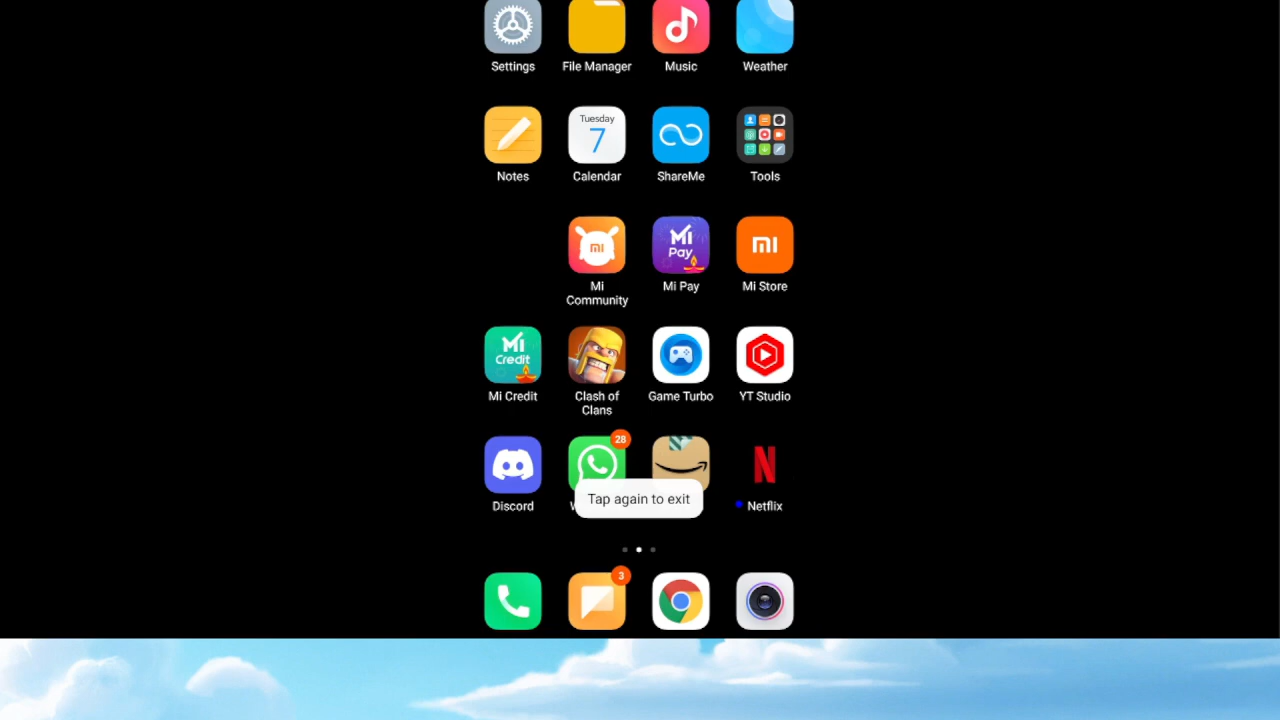 Settings
File Manager
Music
Weather
Tuesday
7
Notes
Calendar
ShareMe
Tools
mi
Mi Pay
mi
Mi Community
Mi Pay
Mi Store
Mi Credit
Mi Credit
Clash of Clans
Game Turbo
YT Studio
28
N
Discord
Tap again to exit
Netflix
3